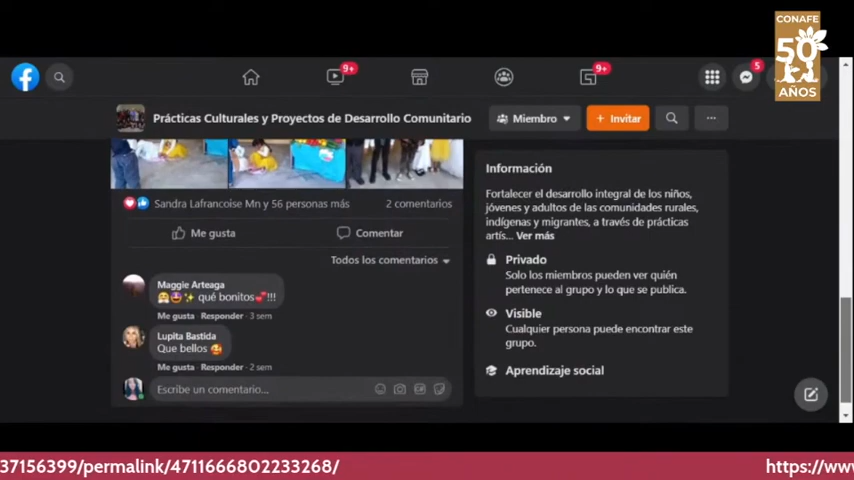 CONAFE
50
AÑOS
9+
9+
5
Prácticas Culturales y Proyectos de Desarrollo Comunitario
Miembro
+ Invitar
Sandra Lafrancoise Mn y 56 personas más
2 comentarios
Me gusta
Comentar
Todos los comentarios
Maggie Arteaga
🤗🤩✨ qué bonitos💕!!!
Me gusta · Responder · 3 sem
Lupita Bastida
Que bellos 🥰
Me gusta · Responder · 2 sem
Escribe un comentario...
Información
Fortalecer el desarrollo integral de los niños,
jóvenes y adultos de las comunidades rurales,
indígenas y migrantes, a través de prácticas
artís... Ver más
Privado
Solo los miembros pueden ver quién
pertenece al grupo y lo que se publica.
Visible
Cualquier persona puede encontrar este
grupo.
Aprendizaje social
37156399/permalink/4711666802233268/
https://www